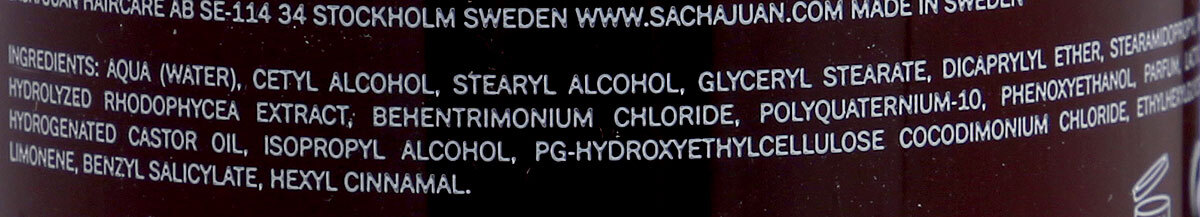 HAIRCARE AB SE-114 34 STOCKHOLM SWEDEN WWW.SACHAJUAN.COM MADE IN SWEDEN
INGREDIENTS: AQUA (WATER), CETYL ALCOHOL, STEARYL ALCOHOL, GLYCERYL STEARATE, DICAPRYLYL ETHER, STEARAMIDOPROP
HYDROLYZED RHODOPHYCEA EXTRACT, BEHENTRIMONIUM CHLORIDE, POLYQUATERNIUM-10, PHENOXYETHANOL, PARFUM,
HYDROGENATED CASTOR OIL, ISOPROPYL ALCOHOL, PG-HYDROXYETHYLCELLULOSE COCODIMONIUM CHLORIDE,
LIMONENE, BENZYL SALICYLATE, HEXYL CINNAMAL.